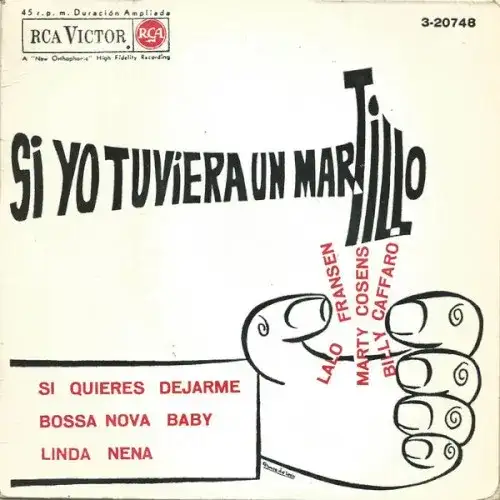 45 r.p.m. Duración Ampliada
RCA VICTOR
RCA
A "New Orthophonic" High Fidelity Recording
3-20748
Si YO TUViERA UN MARTiLLO
LALO FRANSEN
MARTY COSENS
BILLY CAFFARO
SI QUIERES DEJARME
BOSSA NOVA BABY
LINDA NENA